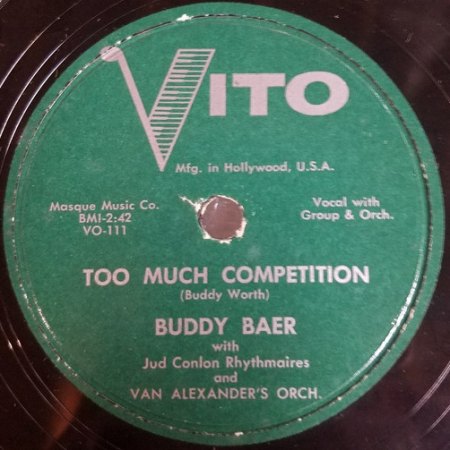 VITO
Mfg. in Hollywood, U.S.A.
Masque Music Co.
BMI-2:42
VO-111
Vocal with
Group & Orch.
TOO MUCH COMPETITION
(Buddy Worth)
BUDDY BAER
with
Jud Conlon Rhythmaires
and
VAN ALEXANDER'S ORCH.